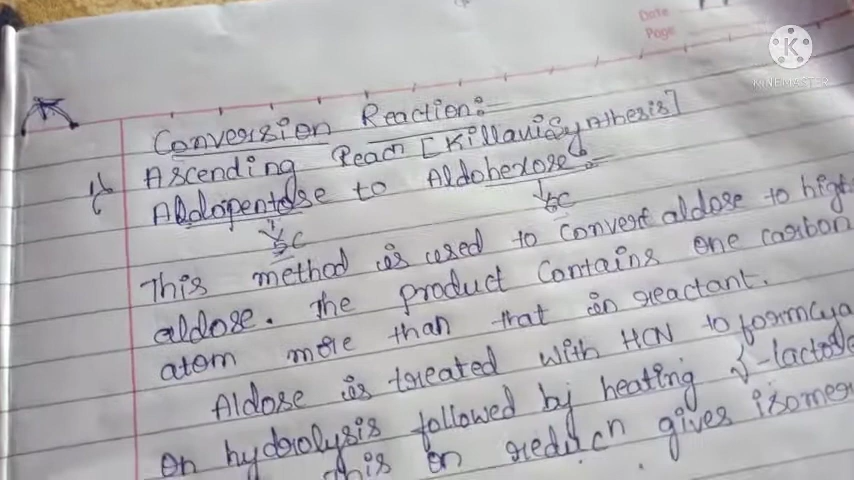 Date
Page
KINEMASTER
Conversion Reaction:
Ascending Reacn [Killani Synthesis]
Aldopentose to Aldohexose
5C
6C
This method is used to convert aldose to high
aldose. The product contains one carbon
atom more than that in reactant.
Aldose is treated with HCN to form cya
On hydrolysis followed by heating √-lactone
This on reducn gives isomer